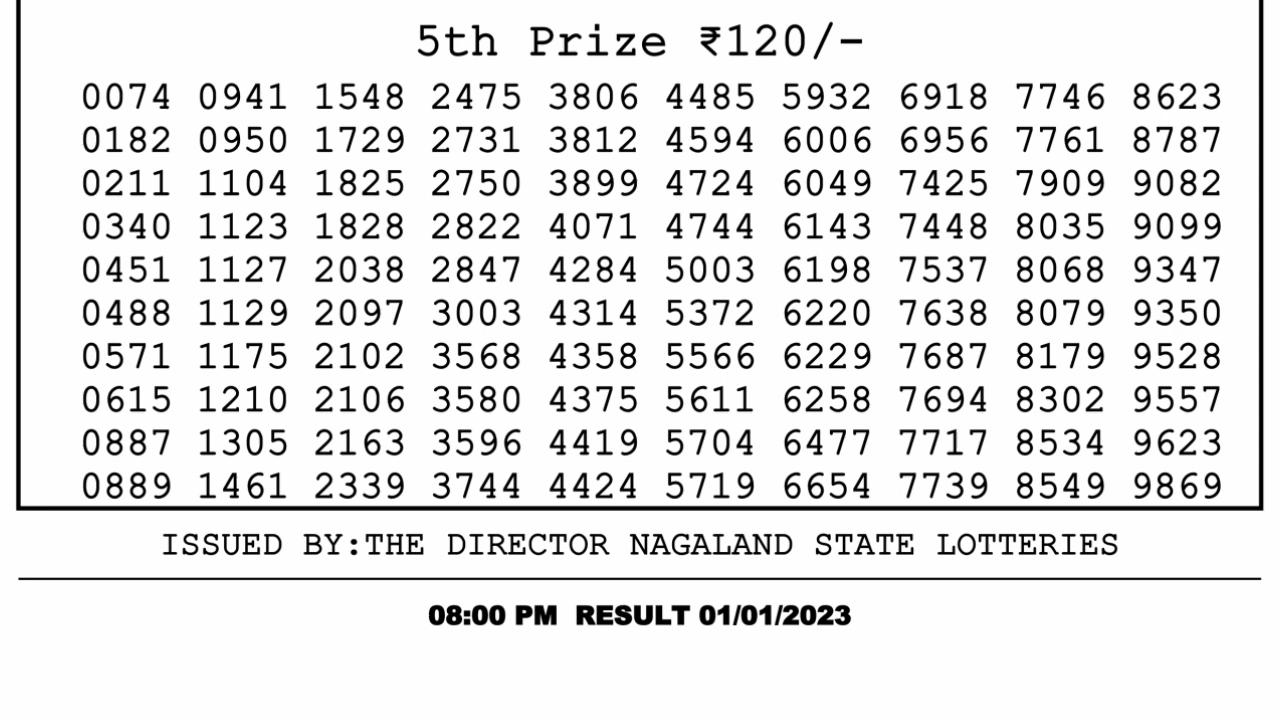 5th Prize ₹120/-
0074 0941 1548 2475 3806 4485 5932 6918 7746 8623
0182 0950 1729 2731 3812 4594 6006 6956 7761 8787
0211 1104 1825 2750 3899 4724 6049 7425 7909 9082
0340 1123 1828 2822 4071 4744 6143 7448 8035 9099
0451 1127 2038 2847 4284 5003 6198 7537 8068 9347
0488 1129 2097 3003 4314 5372 6220 7638 8079 9350
0571 1175 2102 3568 4358 5566 6229 7687 8179 9528
0615 1210 2106 3580 4375 5611 6258 7694 8302 9557
0887 1305 2163 3596 4419 5704 6477 7717 8534 9623
0889 1461 2339 3744 4424 5719 6654 7739 8549 9869
ISSUED BY:THE DIRECTOR NAGALAND STATE LOTTERIES
08:00 PM RESULT 01/01/2023